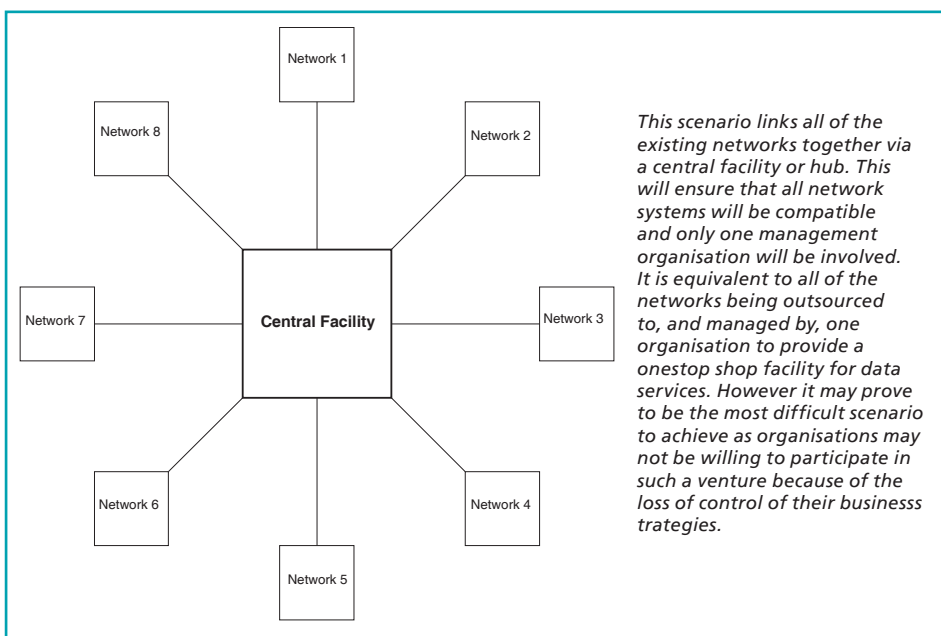 Network 1
Network 8
Network 2
Network 7
Central Facility
Network 3
Network 6
Network 4
Network 5
This scenario links all of the
existing networks together via
a central facility or hub. This
will ensure that all network
systems will be compatible
and only one management
organisation will be involved.
It is equivalent to all of the
networks being outsourced
to, and managed by, one
organisation to provide a
onestop shop facility for data
services. However it may prove
to be the most difficult scenario
to achieve as organisations may
not be willing to participate in
such a venture because of the
loss of control of their businesss
trategies.